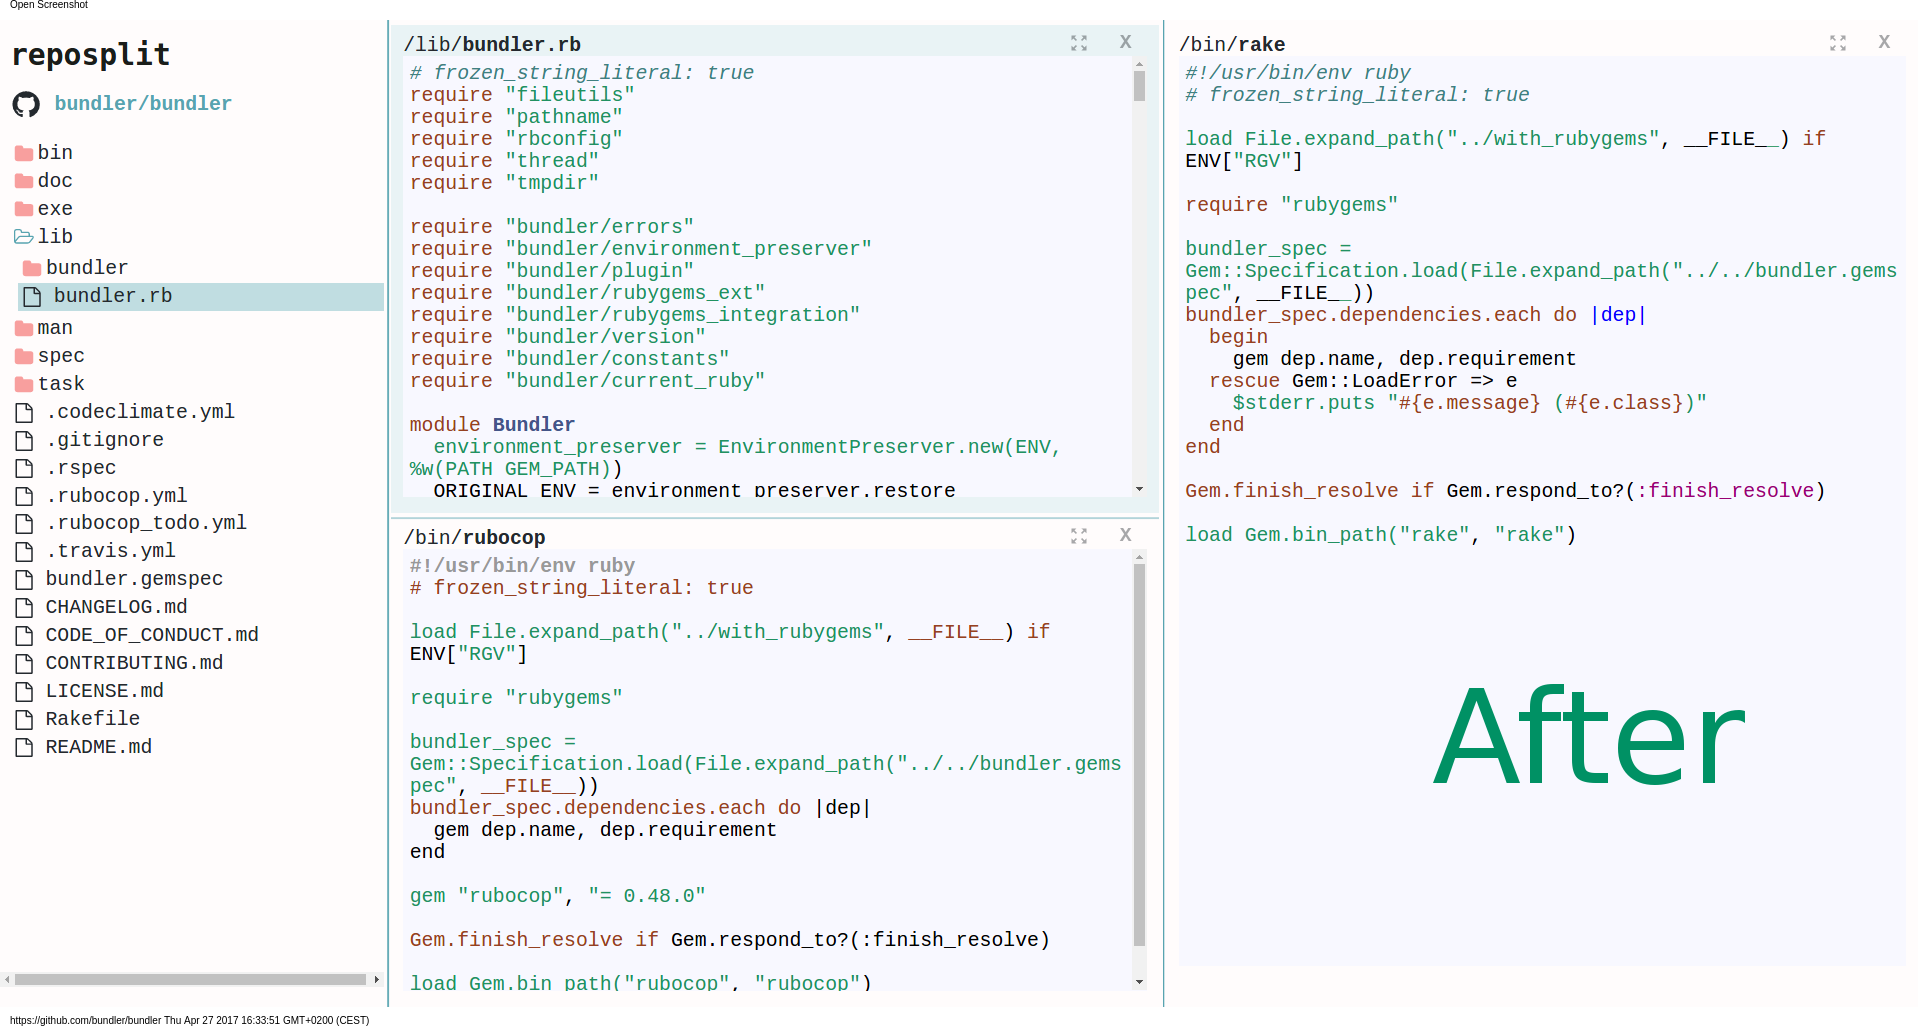 Open Screenshot
reposplit
bundler/bundler
bin
doc
exe
lib
bundler
bundler.rb
man
spec
task
.codeclimate.yml
.gitignore
.rspec
.rubocop.yml
.rubocop_todo.yml
.travis.yml
bundler.gemspec
CHANGELOG.md
CODE_OF_CONDUCT.md
CONTRIBUTING.md
LICENSE.md
Rakefile
README.md
/lib/bundler.rb X
# frozen_string_literal: true
require "fileutils"
require "pathname"
require "rbconfig"
require "thread"
require "tmpdir"
require "bundler/errors"
require "bundler/environment_preserver"
require "bundler/plugin"
require "bundler/rubygems_ext"
require "bundler/rubygems_integration"
require "bundler/version"
require "bundler/constants"
require "bundler/current_ruby"
module Bundler
environment_preserver = EnvironmentPreserver.new(ENV,
%w(PATH GEM_PATH))
ORIGINAL_ENV = environment_preserver.restore
/bin/rubocop X
#!/usr/bin/env ruby
# frozen_string_literal: true
load File.expand_path("../with_rubygems", __FILE__) if
ENV["RGV"]
require "rubygems"
bundler_spec =
Gem::Specification.load(File.expand_path("../../bundler.gems
pec", __FILE__))
bundler_spec.dependencies.each do |dep|
gem dep.name, dep.requirement
end
gem "rubocop", "= 0.48.0"
Gem.finish_resolve if Gem.respond_to?(:finish_resolve)
load Gem.bin_path("rubocop", "rubocop")
/bin/rake X
#!/usr/bin/env ruby
# frozen_string_literal: true
load File.expand_path("../with_rubygems", __FILE__) if
ENV["RGV"]
require "rubygems"
bundler_spec =
Gem::Specification.load(File.expand_path("../../bundler.gems
pec", __FILE__))
bundler_spec.dependencies.each do |dep|
begin
gem dep.name, dep.requirement
rescue Gem::LoadError => e
$stderr.puts "#{e.message} (#{e.class})"
end
end
Gem.finish_resolve if Gem.respond_to?(:finish_resolve)
load Gem.bin_path("rake", "rake")
After
https://github.com/bundler/bundler Thu Apr 27 2017 16:33:51 GMT+0200 (CEST)